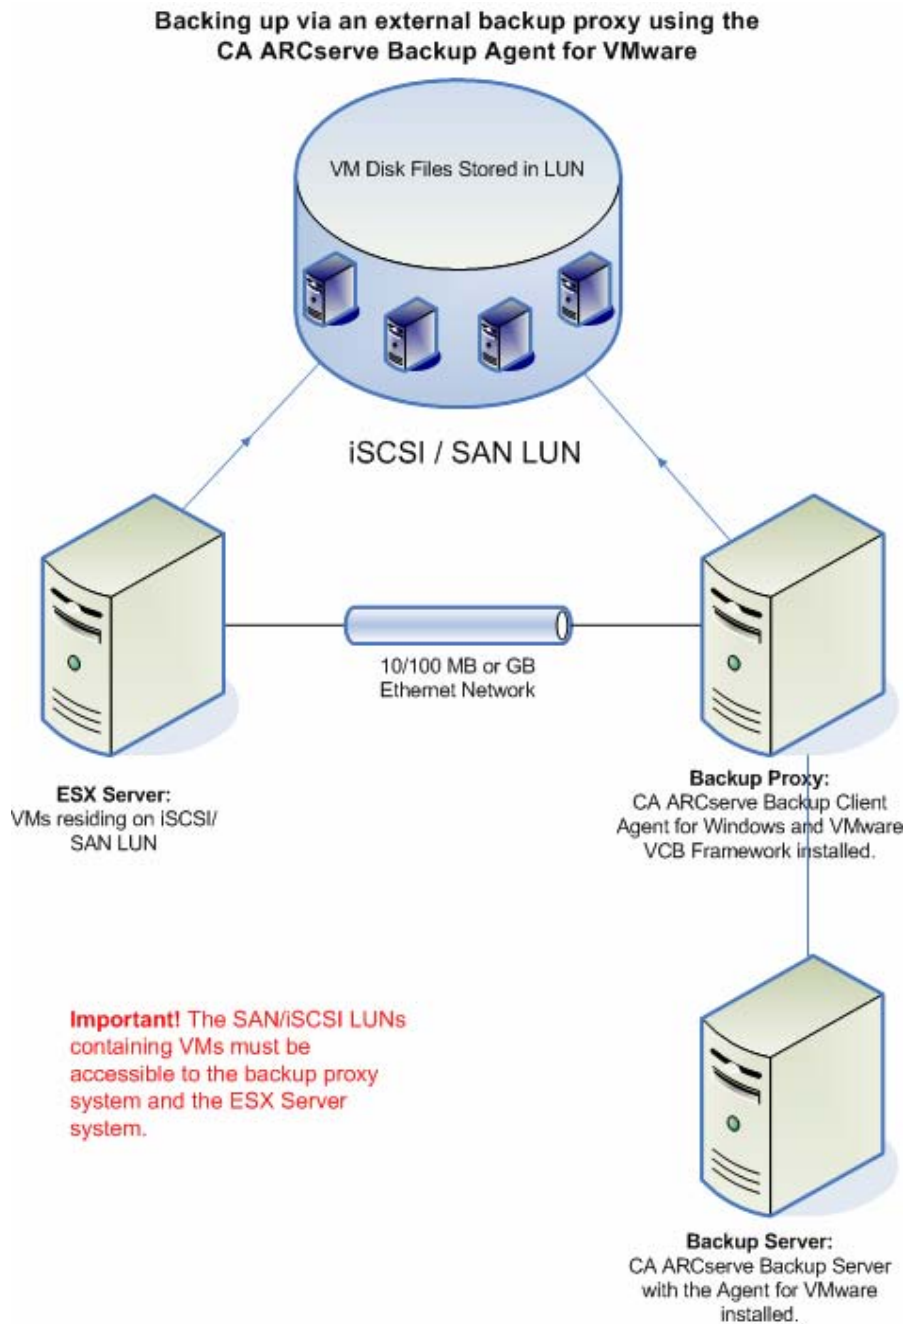 Backing up via an external backup proxy using the
CA ARCserve Backup Agent for VMware
VM Disk Files Stored in LUN
iSCSI / SAN LUN
10/100 MB or GB
Ethernet Network
ESX Server:
VMs residing on iSCSI/
SAN LUN
Backup Proxy:
CA ARCserve Backup Client
Agent for Windows and VMware
VCB Framework installed.
Important! The SAN/iSCSI LUNs
containing VMs must be
accessible to the backup proxy
system and the ESX Server
system.
Backup Server:
CA ARCserve Backup Server
with the Agent for VMware
installed.